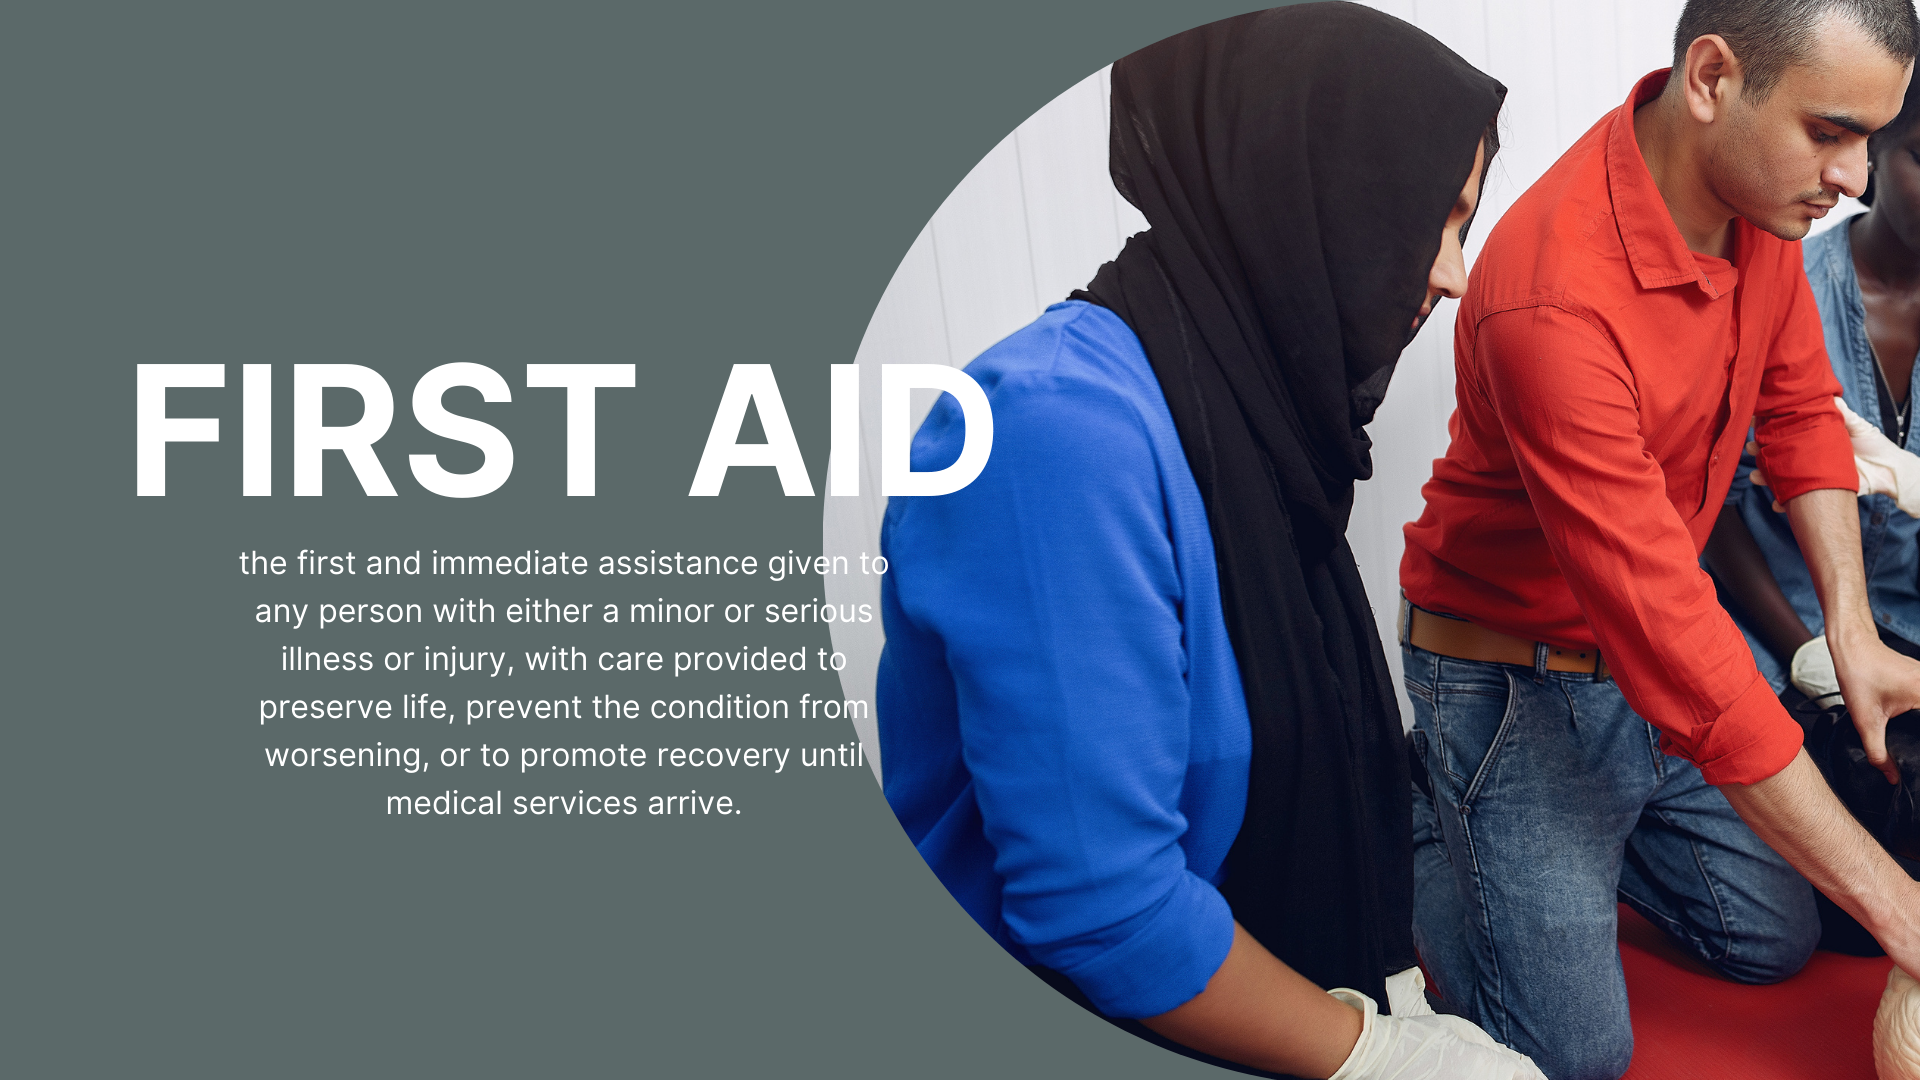 FIRST AID
the first and immediate assistance given to
any person with either a minor or serious
illness or injury, with care provided to
preserve life, prevent the condition from
worsening, or to promote recovery until
medical services arrive.